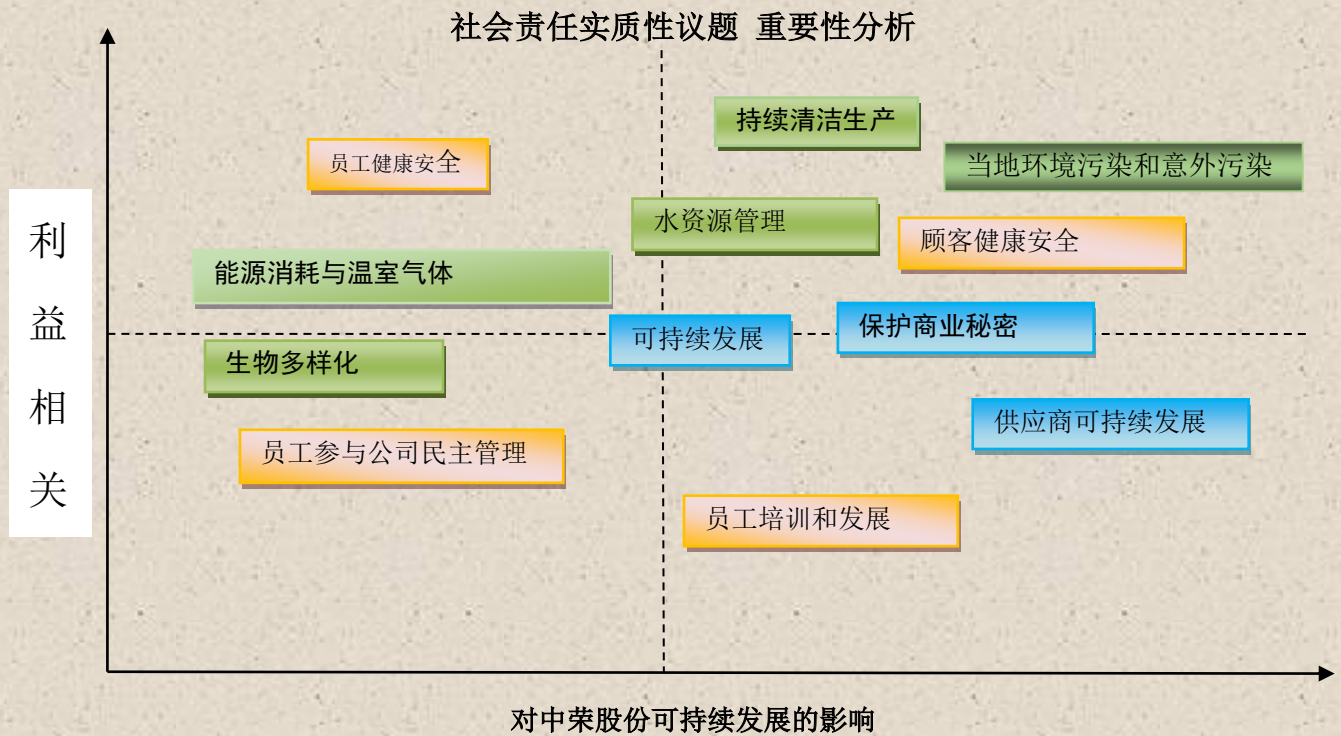 社会责任实质性议题 重要性分析
持续清洁生产
员工健康安全
当地环境污染和意外污染
水资源管理
顾客健康安全
能源消耗与温室气体
可持续发展
保护商业秘密
生物多样化
供应商可持续发展
员工参与公司民主管理
员工培训和发展
利
益
相
关
对中荣股份可持续发展的影响